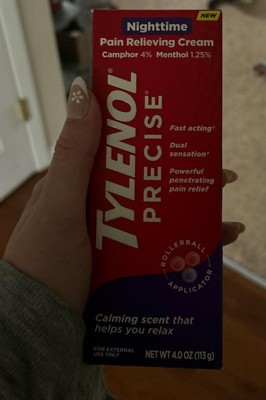 NEW
Nighttime
Pain Relieving Cream
Camphor 4% Menthol 1.25%
TYLENOL
PRECISE®
Fast acting†
Dual
sensation†
Powerful
penetrating
pain relief
ROLLERBALL
APPLICATOR
Calming scent that
helps you relax
FOR EXTERNAL
USE ONLY
NET WT 4.0 OZ (113 g)